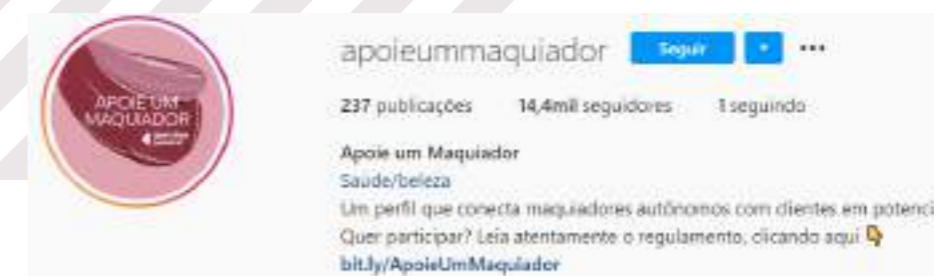 APOIE UM
MAQUIADOR
apoieummaquiador Seguir
237 publicações 14,4mil seguidores 1 seguindo
Apoie um Maquiador
Saúde/beleza
Um perfil que conecta maquiadores autônomos com clientes em potenci
Quer participar? Leia atentamente o regulamento, clicando aqui 👇
bit.ly/ApoieUmMaquiador